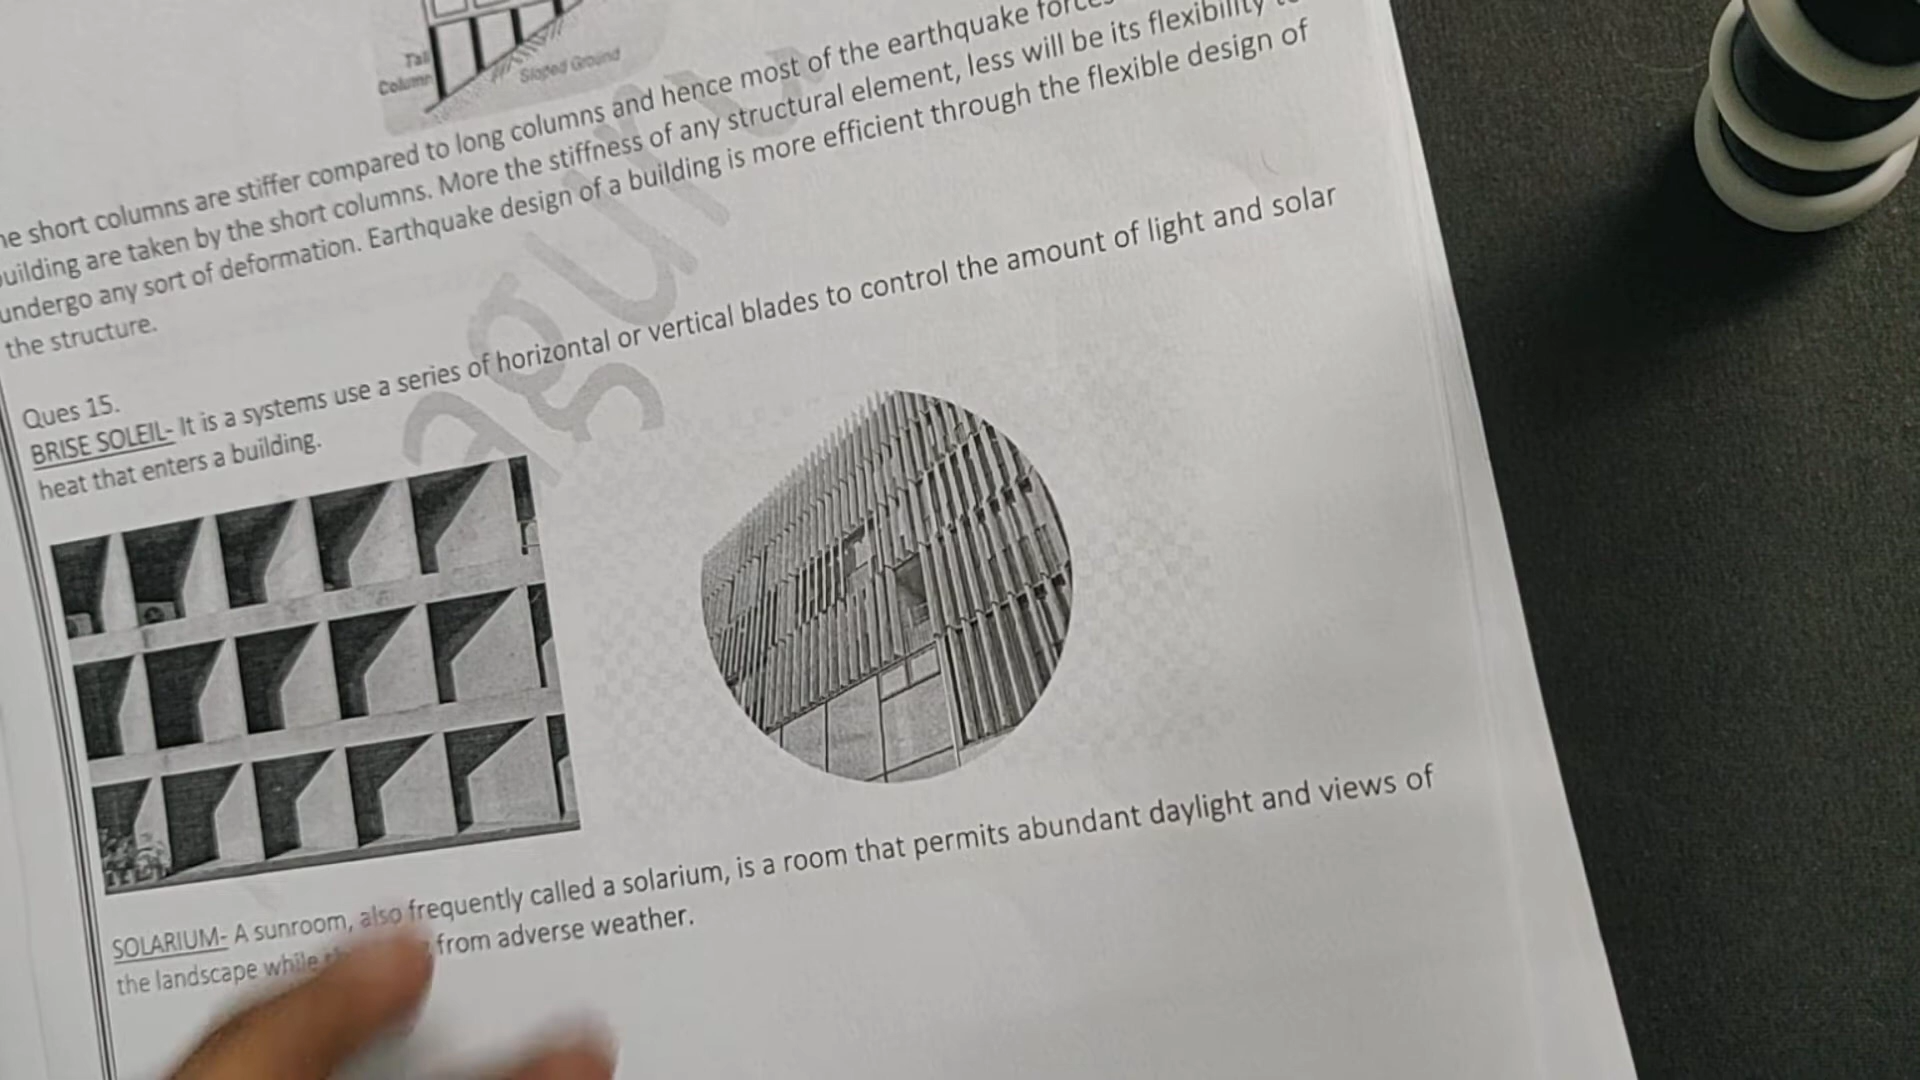 Tall
Column
Sloped Ground
short columns are stiffer compared to long columns and hence most of the earthquake forces
building are taken by the short columns. More the stiffness of any structural element, less will be its flexibility
undergo any sort of deformation. Earthquake design of a building is more efficient through the flexible design of
the structure.
Ques 15.
BRISE SOLEIL- It is a systems use a series of horizontal or vertical blades to control the amount of light and solar
heat that enters a building.
SOLARIUM- A sunroom, also frequently called a solarium, is a room that permits abundant daylight and views of
the landscape while from adverse weather.